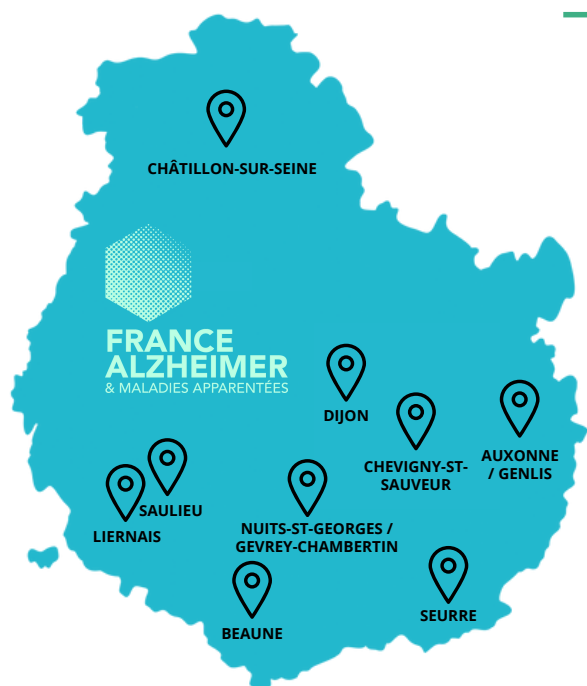 CHÂTILLON-SUR-SEINE
FRANCE
ALZHEIMER
& MALADIES APPARENTÉES
DIJON
CHEVIGNY-ST-
SAUVEUR
AUXONNE
/ GENLIS
SAULIEU
LIERNAIS
NUITS-ST-GEORGES /
GEVREY-CHAMBERTIN
SEURRE
BEAUNE